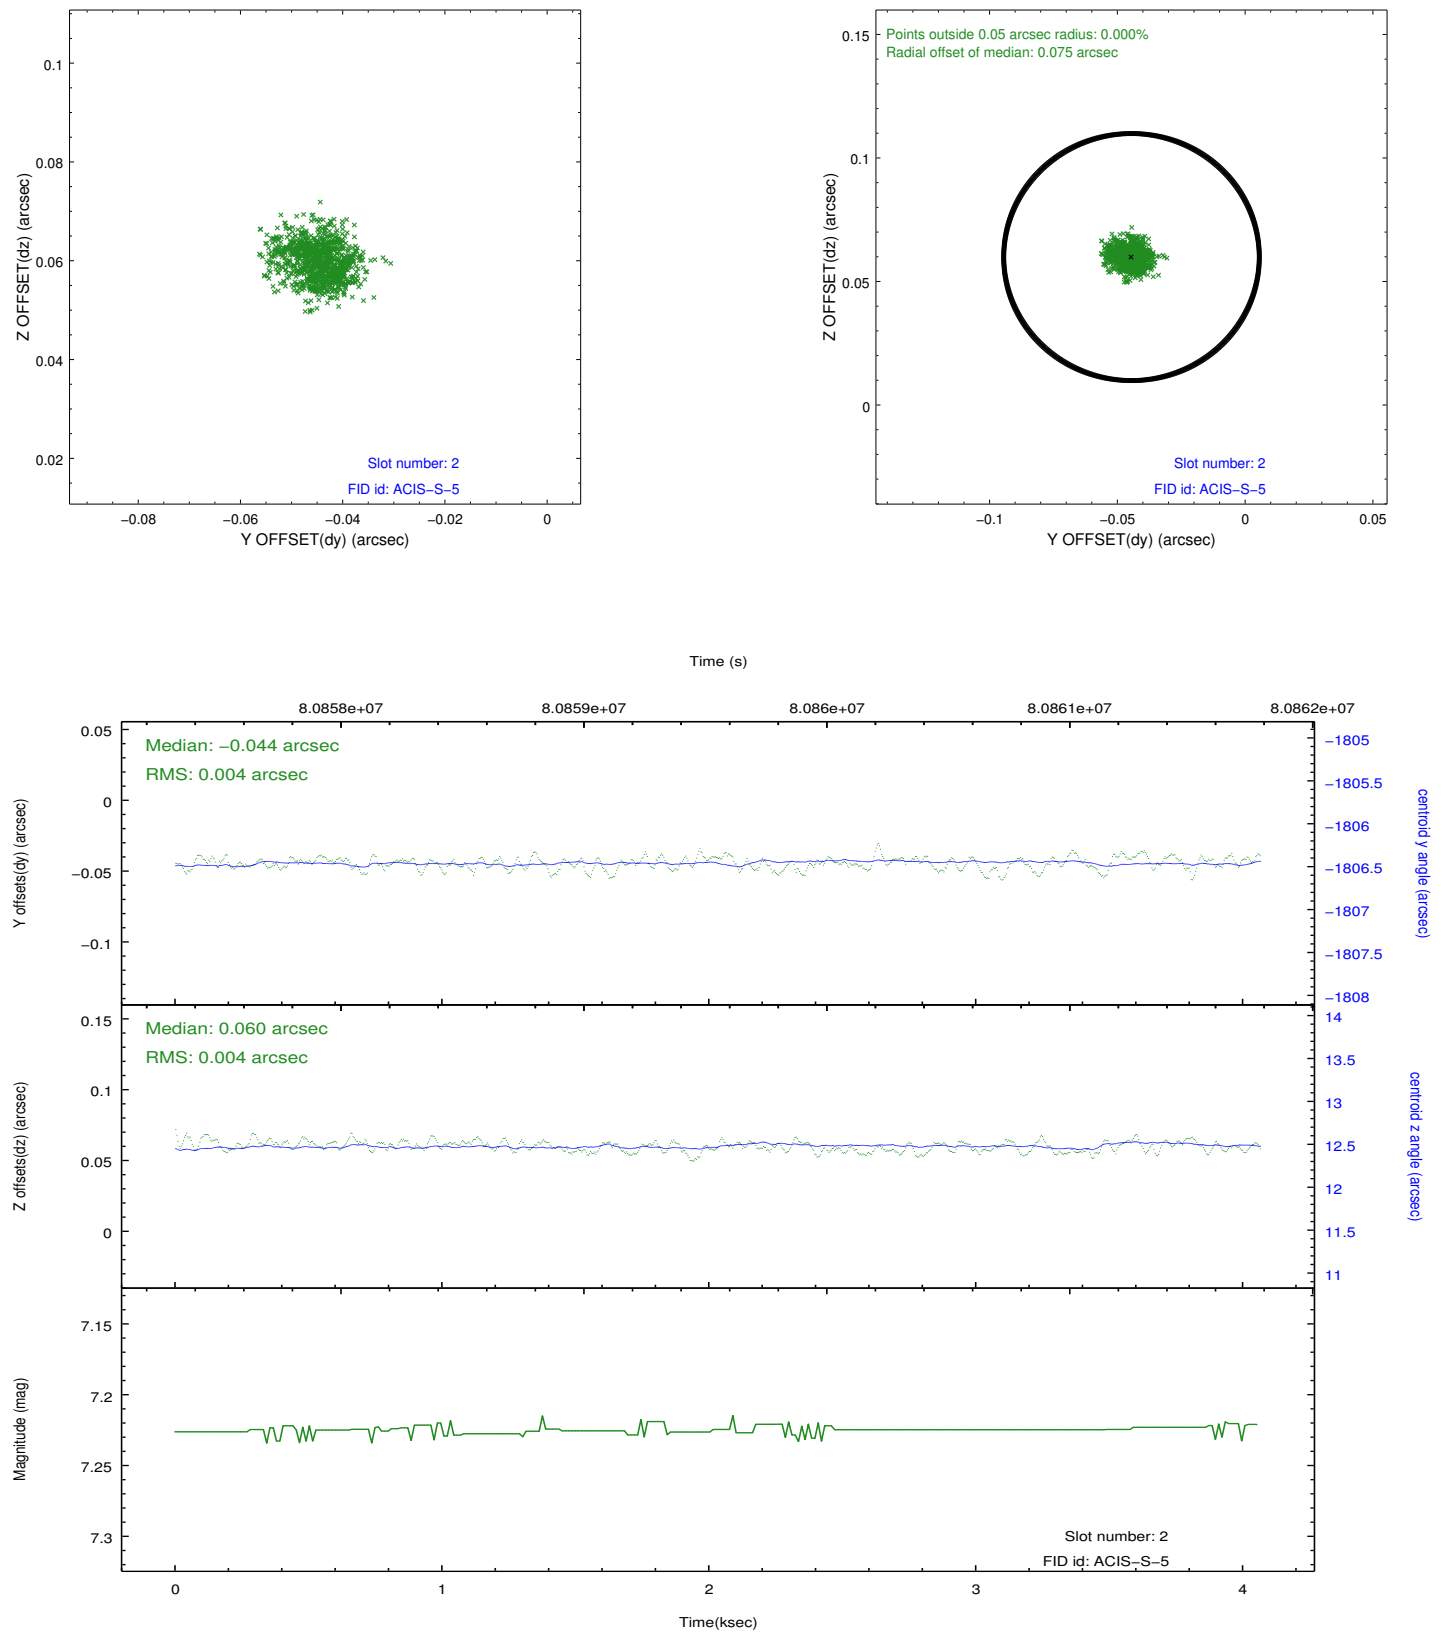 0.1
0.08
0.06
0.04
0.02
Z OFFSET(dz) (arcsec)
Slot number: 2
FID id: ACIS−S−5
−0.08
−0.06
−0.04
−0.02
0
Y OFFSET(dy) (arcsec)
Points outside 0.05 arcsec radius: 0.000%
Radial offset of median: 0.075 arcsec
0.15
0.1
0.05
0
Z OFFSET(dz) (arcsec)
Slot number: 2
FID id: ACIS−S−5
−0.1
−0.05
0
0.05
Y OFFSET(dy) (arcsec)
Time (s)
8.0858e+07
8.0859e+07
8.086e+07
8.0861e+07
8.0862e+07
Median: −0.044 arcsec
RMS: 0.004 arcsec
0.05
0
−0.05
−0.1
Y offsets(dy) (arcsec)
−1805
−1805.5
−1806
−1806.5
−1807
−1807.5
−1808
centroid y angle (arcsec)
Median: 0.060 arcsec
RMS: 0.004 arcsec
0.15
0.1
0.05
0
Z offsets(dz) (arcsec)
14
13.5
13
12.5
12
11.5
11
centroid z angle (arcsec)
7.15
7.2
7.25
7.3
Magnitude (mag)
Slot number: 2
FID id: ACIS−S−5
0
1
2
3
4
Time(ksec)